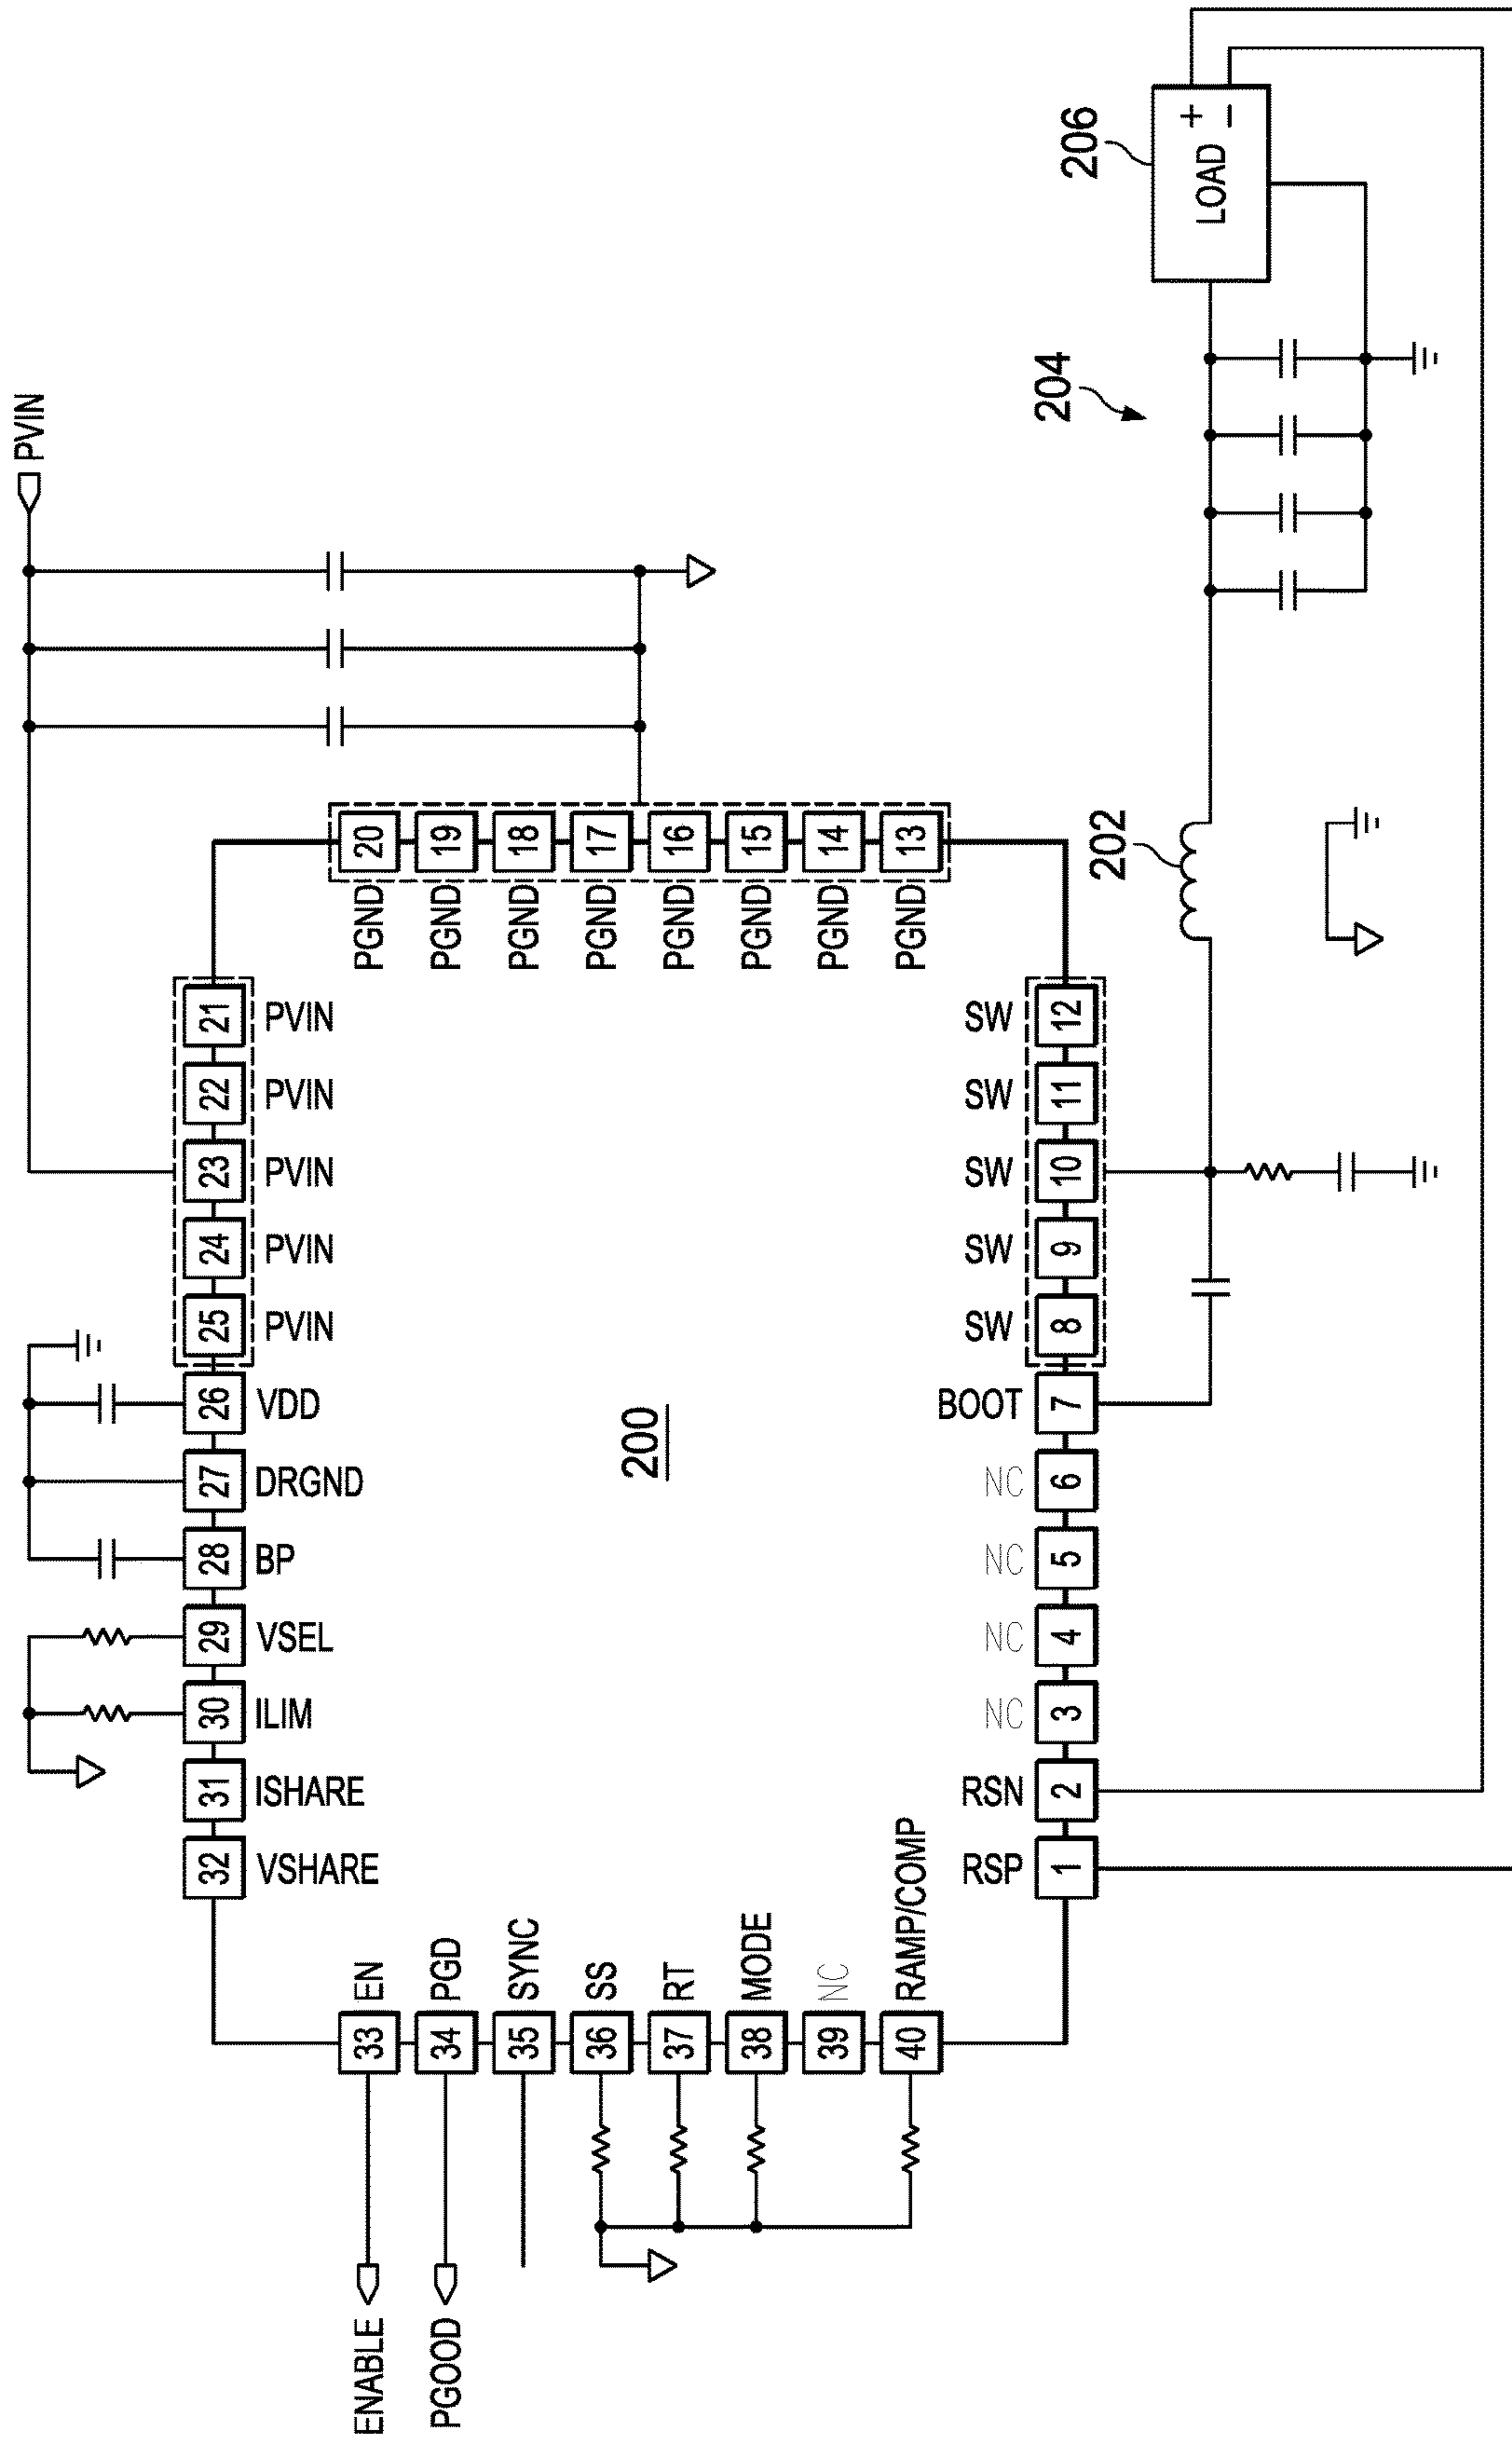 PVIN
21 PVIN
22 PVIN
23 PVIN
24 PVIN
25 PVIN
26 VDD
27 DRGND
28 BP
29 VSEL
30 ILIM
31 ISHARE
32 VSHARE
20 PGND
19 PGND
18 PGND
17 PGND
16 PGND
15 PGND
14 PGND
13 PGND
200
ENABLE 33 EN
PGOOD 34 PGD
35 SYNC
36 SS
37 RT
38 MODE
39 NC
40 RAMP/COMP
RSP 1
RSN 2
NC 3
NC 4
NC 5
NC 6
BOOT 7
SW 8
SW 9
SW 10
SW 11
SW 12
202
204
206
LOAD
+
−